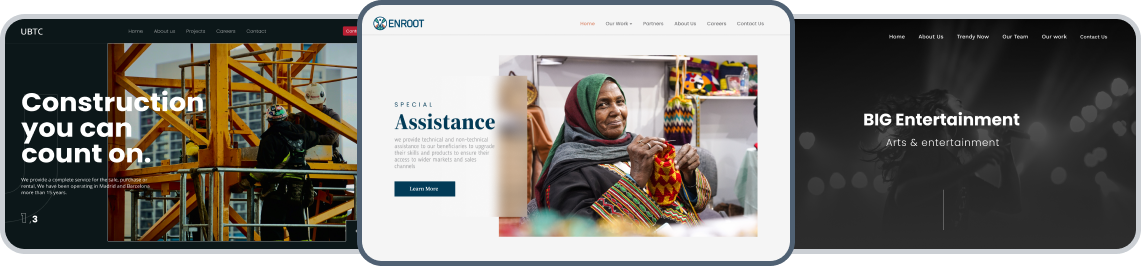 UBTC
Home About us Projects Careers Contact
Construction
you can
count on.
We provide a complete service for the sale, purchase or
rental. We have been operating in Madrid and Barcelona
more than 15 years.
ENROOT
Home Our Work Partners About Us Careers Contact Us
SPECIAL
Assistance
we provide technical and non-technical
assistance to our beneficiaries to upgrade
their skills and products to ensure their
access to wider markets and sales
channels
Learn More
Home About Us Trendy Now Our Team Our work Contact Us
BIG Entertainment
Arts & entertainment